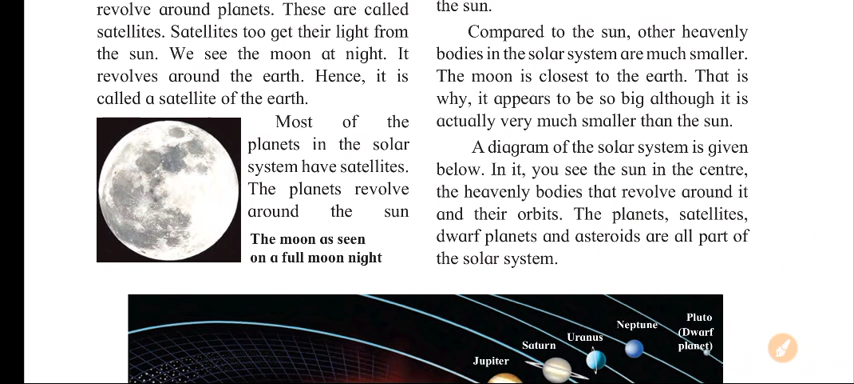 revolve around planets. These are called
satellites. Satellites too get their light from
the sun. We see the moon at night. It
revolves around the earth. Hence, it is
called a satellite of the earth.
Most of the
planets in the solar
system have satellites.
The planets revolve
around the sun
The moon as seen
on a full moon night
the sun.
Compared to the sun, other heavenly
bodies in the solar system are much smaller.
The moon is closest to the earth. That is
why, it appears to be so big although it is
actually very much smaller than the sun.
A diagram of the solar system is given
below. In it, you see the sun in the centre,
the heavenly bodies that revolve around it
and their orbits. The planets, satellites,
dwarf planets and asteroids are all part of
the solar system.
Pluto
(Dwarf
planet)
Neptune
Uranus
Saturn
Jupiter